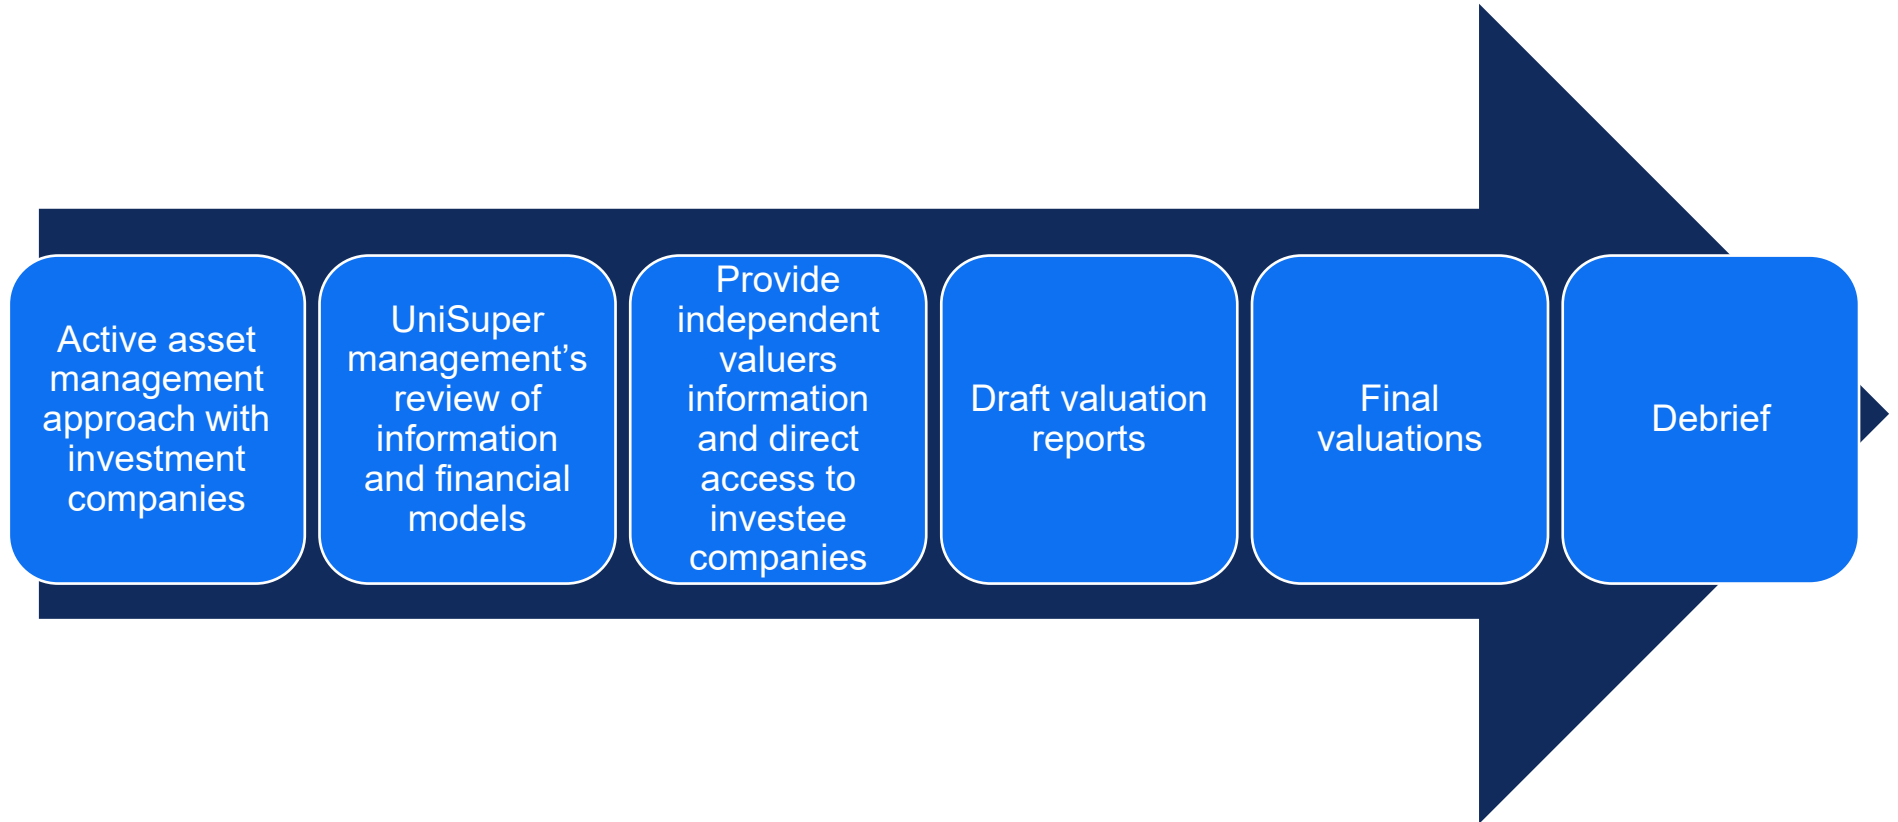 Active asset
management
approach with
investment
companies
UniSuper
management’s
review of
information
and financial
models
Provide
independent
valuers
information
and direct
access to
investee
companies
Draft valuation
reports
Final
valuations
Debrief